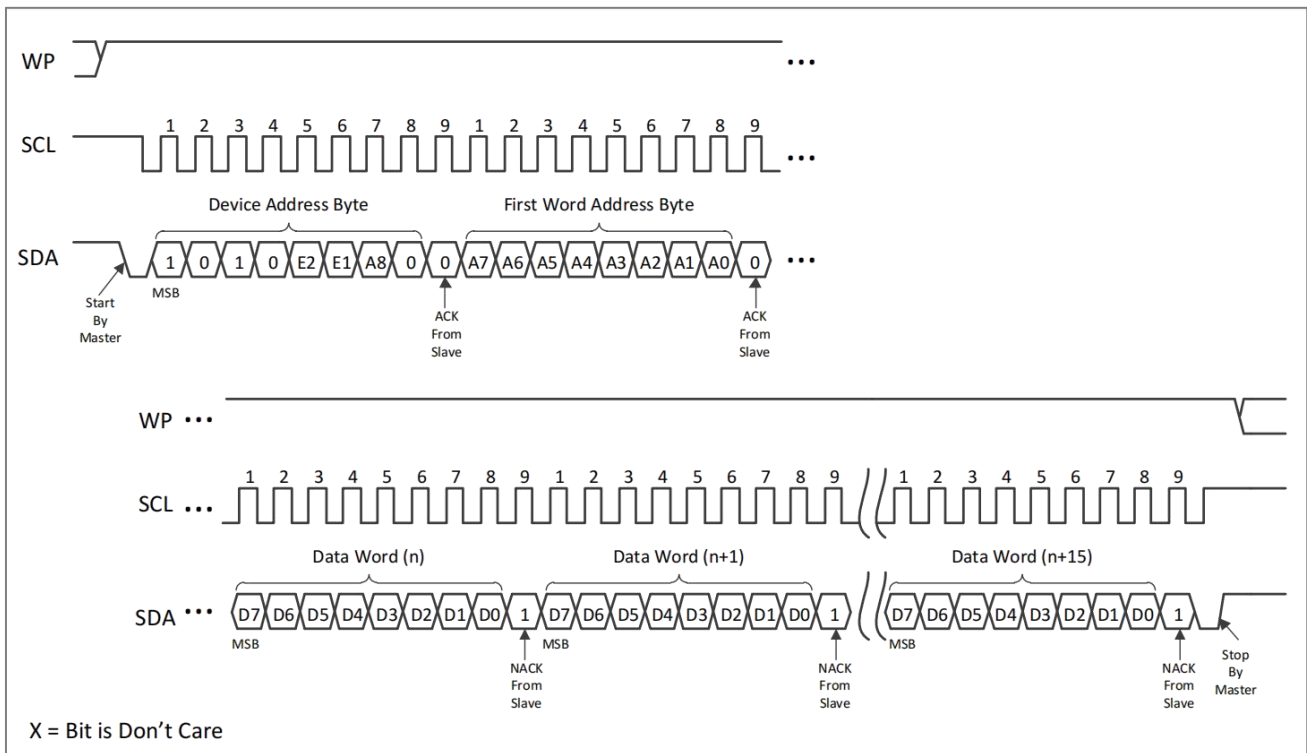 WP ...
1 2 3 4 5 6 7 8 9 1 2 3 4 5 6 7 8 9
SCL ...
Device Address Byte First Word Address Byte
SDA 1 0 1 0 E2 E1 A8 0 0 A7 A6 A5 A4 A3 A2 A1 A0 0 ...
MSB
Start By Master
ACK From Slave
ACK From Slave
WP ...
1 2 3 4 5 6 7 8 9 1 2 3 4 5 6 7 8 9 1 2 3 4 5 6 7 8 9
SCL ...
Data Word (n) Data Word (n+1) Data Word (n+15)
SDA ... D7 D6 D5 D4 D3 D2 D1 D0 1 D7 D6 D5 D4 D3 D2 D1 D0 1 D7 D6 D5 D4 D3 D2 D1 D0 1
MSB MSB MSB
NACK From Slave
NACK From Slave
NACK From Slave
Stop By Master
X = Bit is Don't Care